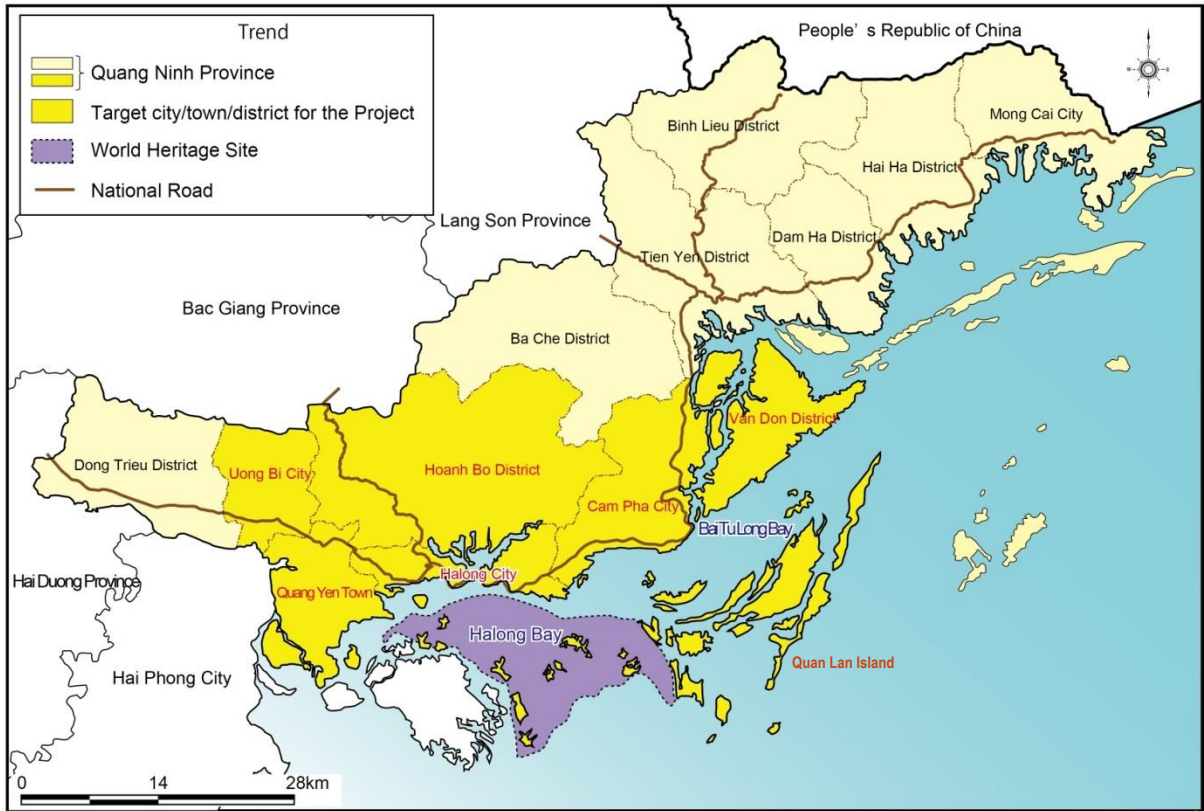 Trend
Quang Ninh Province
Target city/town/district for the Project
World Heritage Site
National Road
People’ s Republic of China
N
W
E
S
Mong Cai City
Binh Lieu District
Hai Ha District
Lang Son Province
Dam Ha District
Tien Yen District
Bac Giang Province
Ba Che District
Van Don District
Dong Trieu District
Uong Bi City
Hoanh Bo District
Cam Pha City
Bai Tu Long Bay
Hai Duong Province
Halong City
Quang Yen Town
Halong Bay
Quan Lan Island
Hai Phong City
0 14 28km